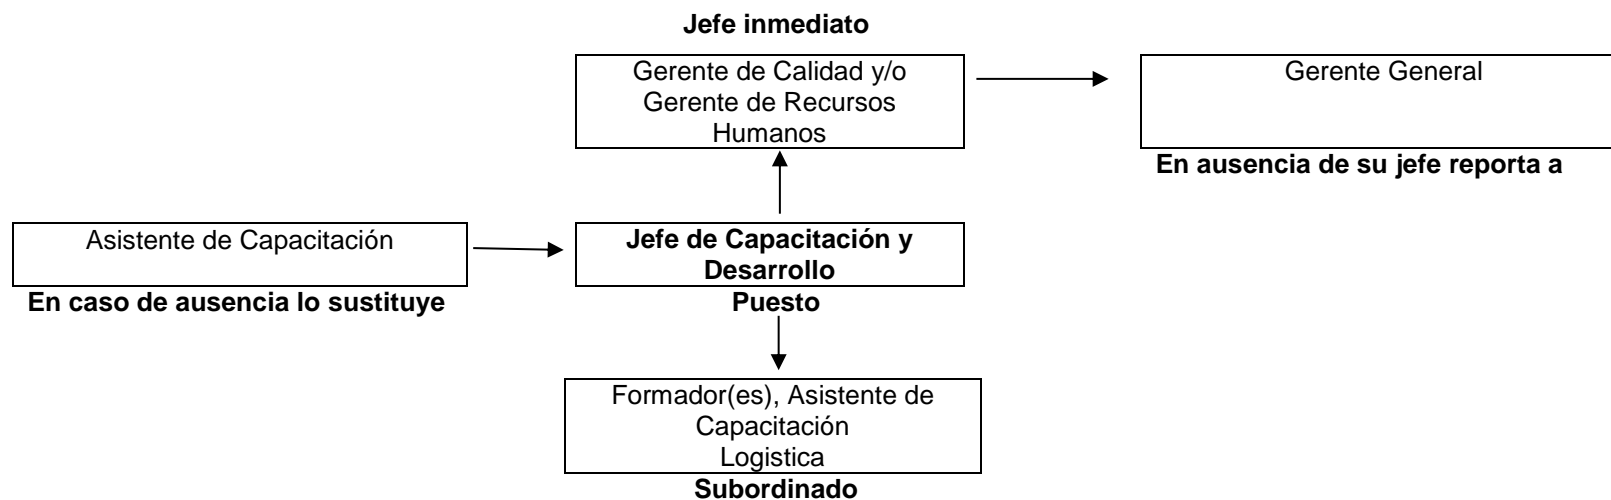 Jefe inmediato
Gerente de Calidad y/o
Gerente de Recursos
Humanos
Gerente General
En ausencia de su jefe reporta a
Asistente de Capacitación
En caso de ausencia lo sustituye
Jefe de Capacitación y
Desarrollo
Puesto
Formador(es), Asistente de
Capacitación
Logistica
Subordinado